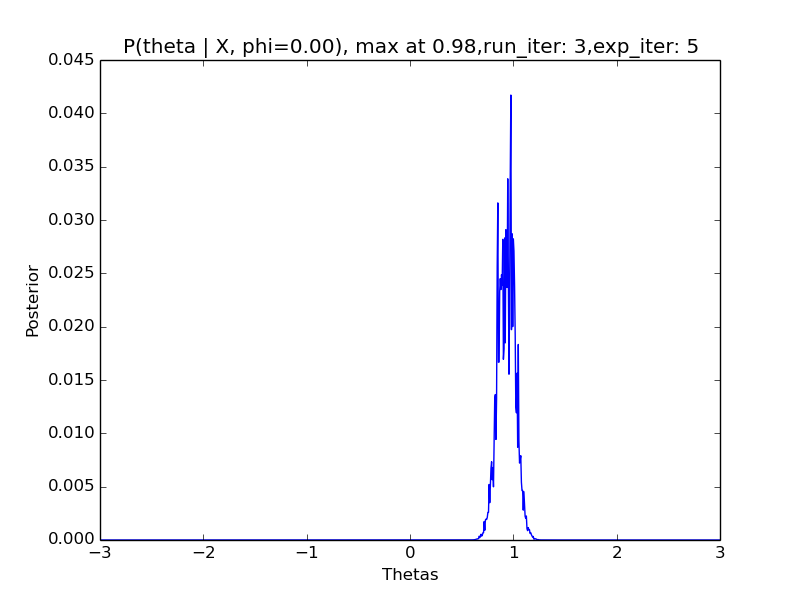 P(theta | X, phi=0.00), max at 0.98,run_iter: 3,exp_iter: 5
0.045
0.040
0.035
0.030
0.025
0.020
0.015
0.010
0.005
0.000
Posterior
−3 −2 −1 0 1 2 3
Thetas